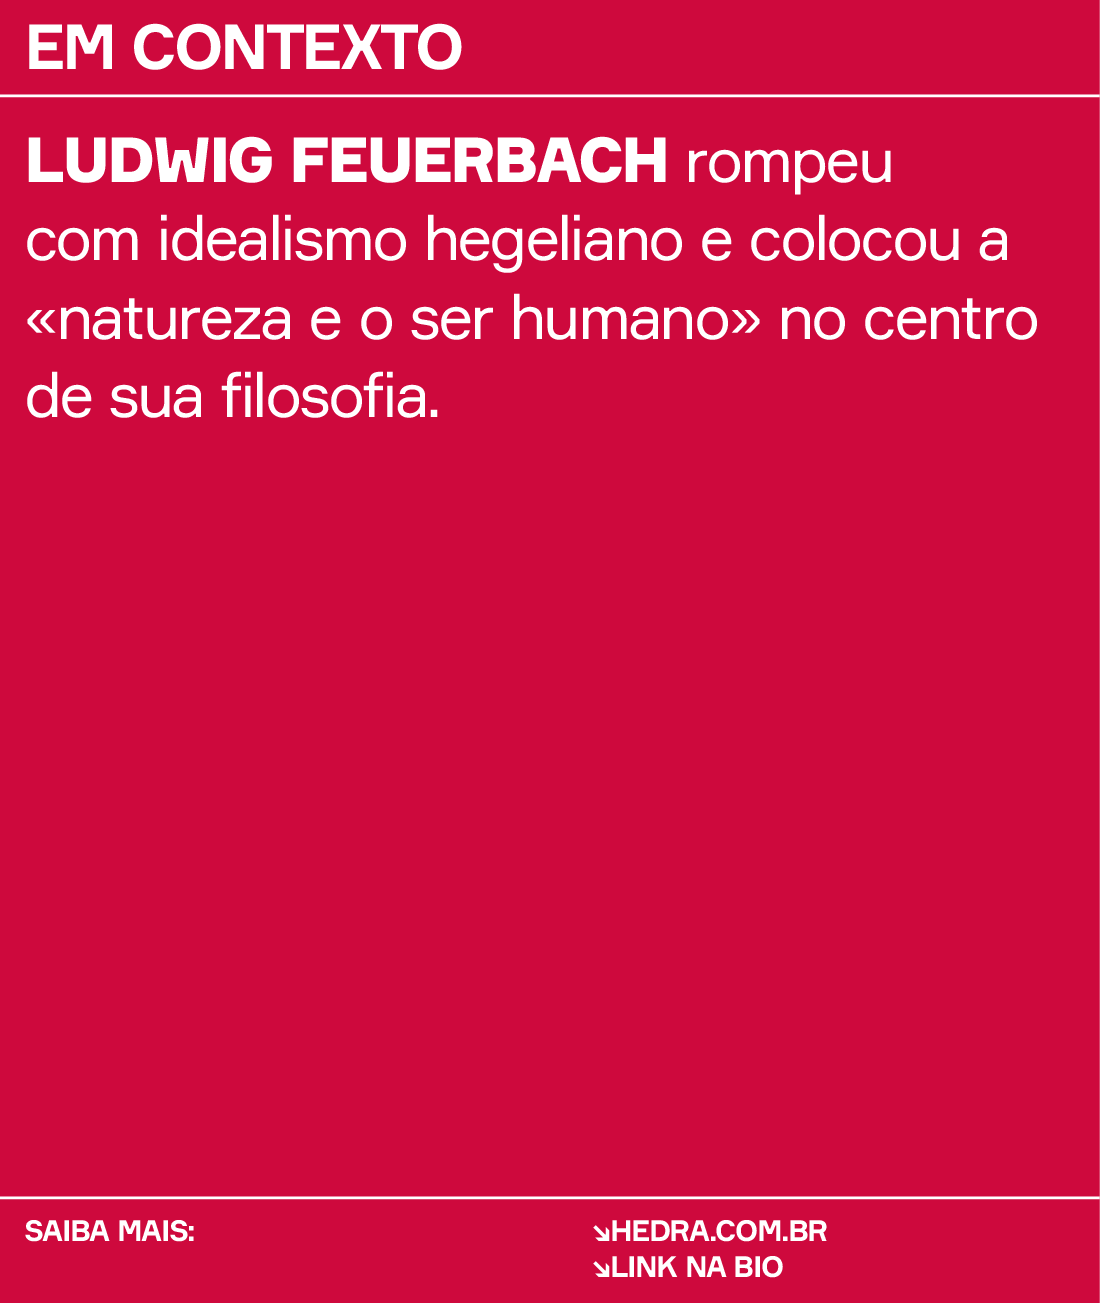 EM CONTEXTO
LUDWIG FEUERBACH rompeu
com idealismo hegeliano e colocou a
«natureza e o ser humano» no centro
de sua filosofia.
SAIBA MAIS:
↘HEDRA.COM.BR
↘LINK NA BIO